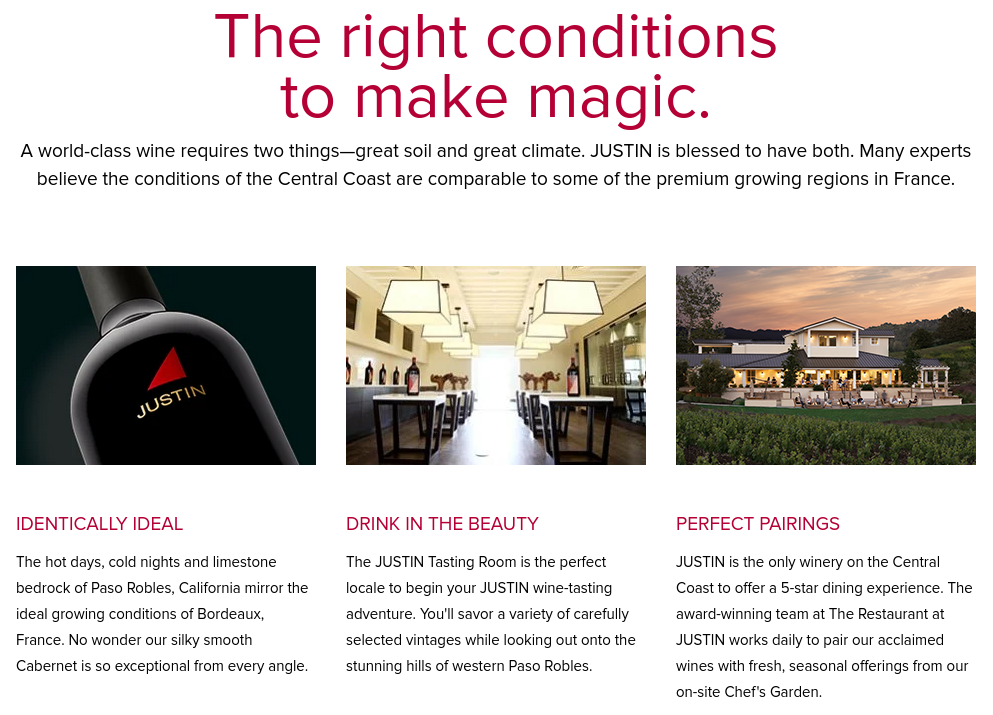 The right conditions
to make magic.
A world-class wine requires two things—great soil and great climate. JUSTIN is blessed to have both. Many experts
believe the conditions of the Central Coast are comparable to some of the premium growing regions in France.
JUSTIN
IDENTICALLY IDEAL
The hot days, cold nights and limestone
bedrock of Paso Robles, California mirror the
ideal growing conditions of Bordeaux,
France. No wonder our silky smooth
Cabernet is so exceptional from every angle.
DRINK IN THE BEAUTY
The JUSTIN Tasting Room is the perfect
locale to begin your JUSTIN wine-tasting
adventure. You'll savor a variety of carefully
selected vintages while looking out onto the
stunning hills of western Paso Robles.
PERFECT PAIRINGS
JUSTIN is the only winery on the Central
Coast to offer a 5-star dining experience. The
award-winning team at The Restaurant at
JUSTIN works daily to pair our acclaimed
wines with fresh, seasonal offerings from our
on-site Chef's Garden.